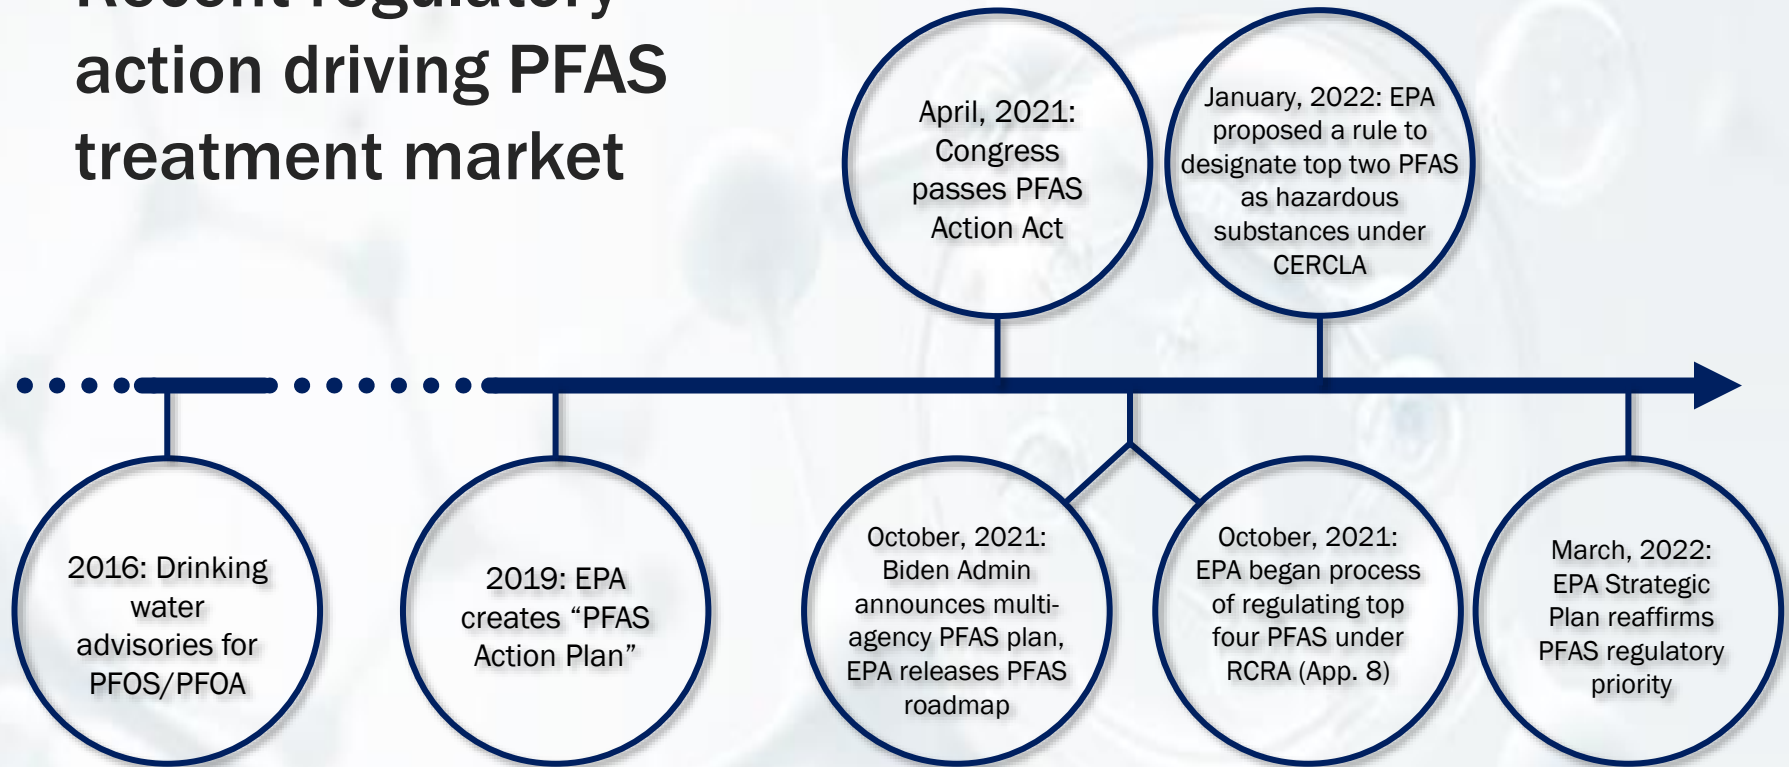 Recent regulatory
action driving PFAS
treatment market
April, 2021:
Congress
passes PFAS
Action Act
January, 2022: EPA
proposed a rule to
designate top two PFAS
as hazardous
substances under
CERCLA
2016: Drinking
water
advisories for
PFOS/PFOA
2019: EPA
creates “PFAS
Action Plan”
October, 2021:
Biden Admin
announces multi-
agency PFAS plan,
EPA releases PFAS
roadmap
October, 2021:
EPA began process
of regulating top
four PFAS under
RCRA (App. 8)
March, 2022:
EPA Strategic
Plan reaffirms
PFAS regulatory
priority